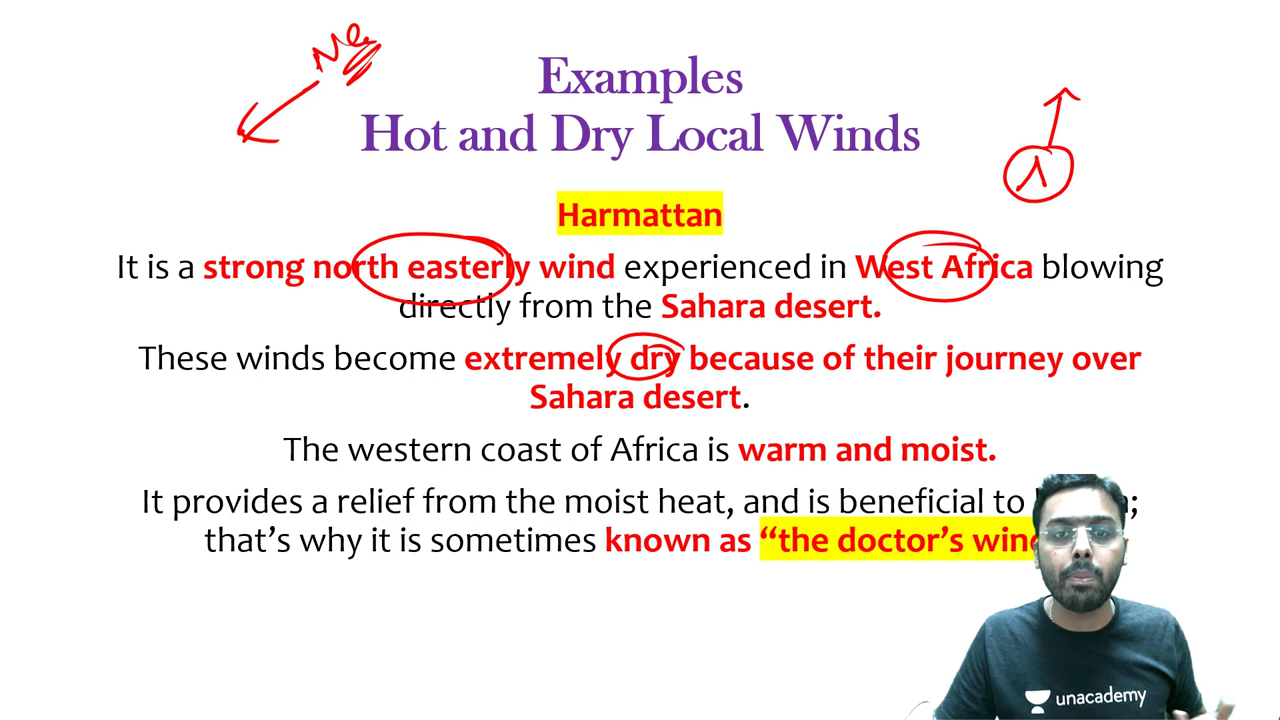 Ne
Examples
Hot and Dry Local Winds
Harmattan
It is a strong north easterly wind experienced in West Africa blowing
directly from the Sahara desert.
These winds become extremely dry because of their journey over
Sahara desert.
The western coast of Africa is warm and moist.
It provides a relief from the moist heat, and is beneficial to
that's why it is sometimes known as “the doctor's
unacademy